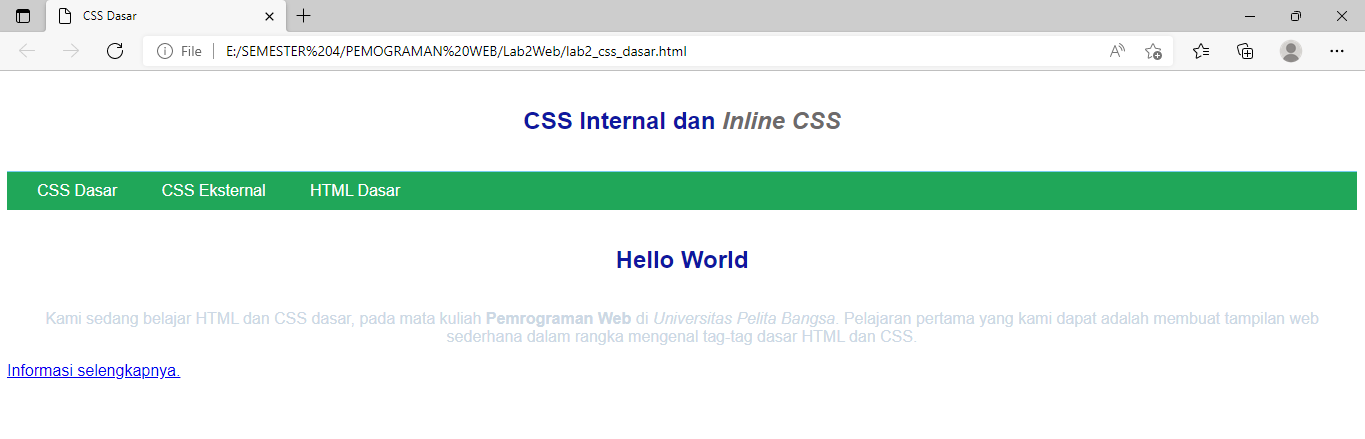 CSS Dasar
File
E:/SEMESTER%204/PEMOGRAMAN%20WEB/Lab2Web/lab2_css_dasar.html
CSS Internal dan Inline CSS
CSS Dasar CSS Eksternal HTML Dasar
Hello World
Kami sedang belajar HTML dan CSS dasar, pada mata kuliah Pemrograman Web di Universitas Pelita Bangsa. Pelajaran pertama yang kami dapat adalah membuat tampilan web
sederhana dalam rangka mengenal tag-tag dasar HTML dan CSS.
Informasi selengkapnya.